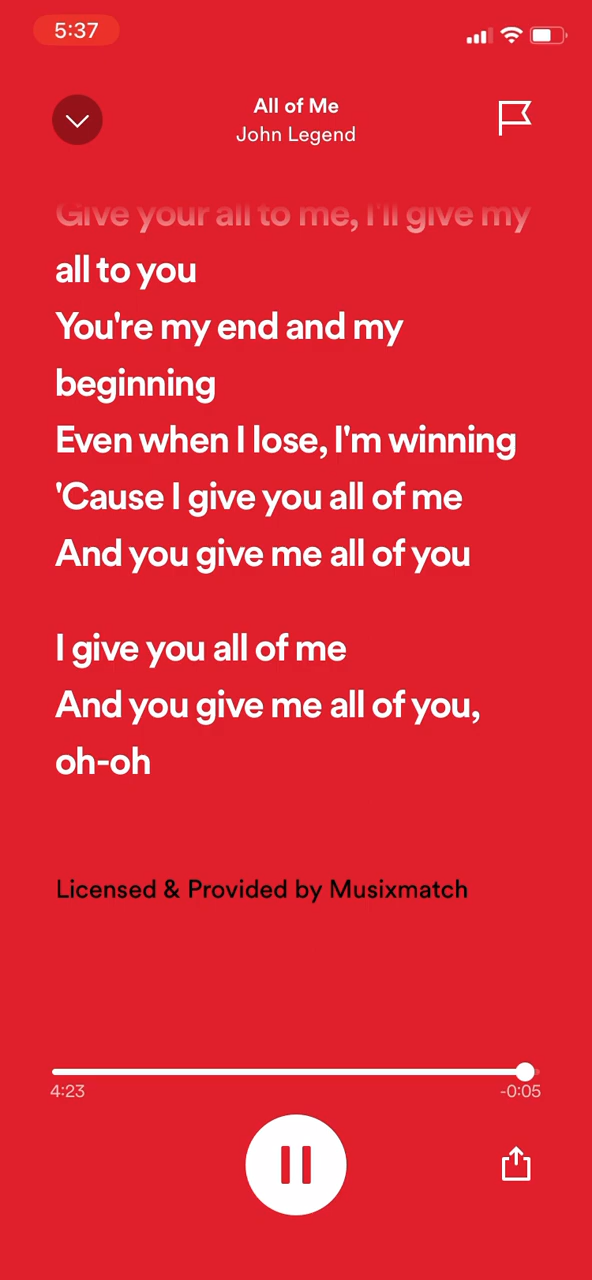 5:37
All of Me
John Legend
Give your all to me, I'll give my
all to you
You're my end and my
beginning
Even when I lose, I'm winning
'Cause I give you all of me
And you give me all of you
I give you all of me
And you give me all of you,
oh-oh
Licensed & Provided by Musixmatch
4:23
-0:05